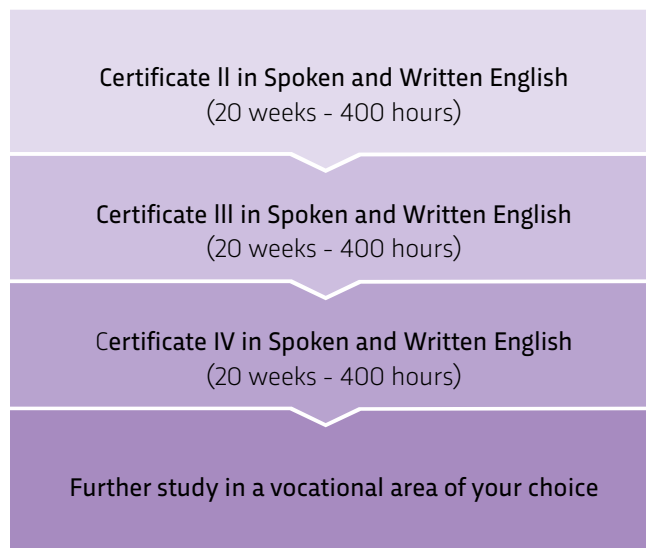 Certificate ll in Spoken and Written English
(20 weeks - 400 hours)
Certificate lll in Spoken and Written English
(20 weeks - 400 hours)
Certificate IV in Spoken and Written English
(20 weeks - 400 hours)
Further study in a vocational area of your choice